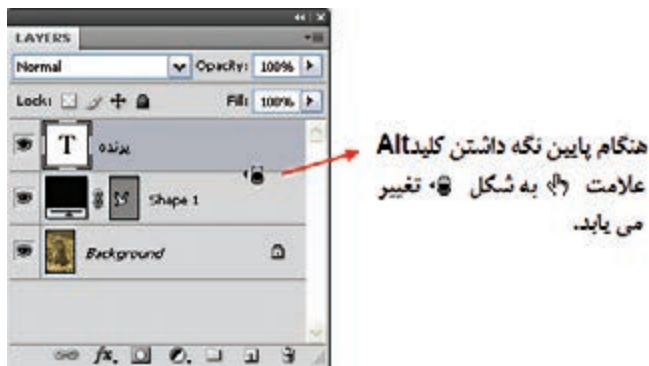 LAYERS
Normal Opacity: 100%
Lock: Fill: 100%
T پرنده
Shape 1
Background
fx.
هنگام پایین نگه داشتن کلیدAlt
علامت به شکل تغییر
می یابد.